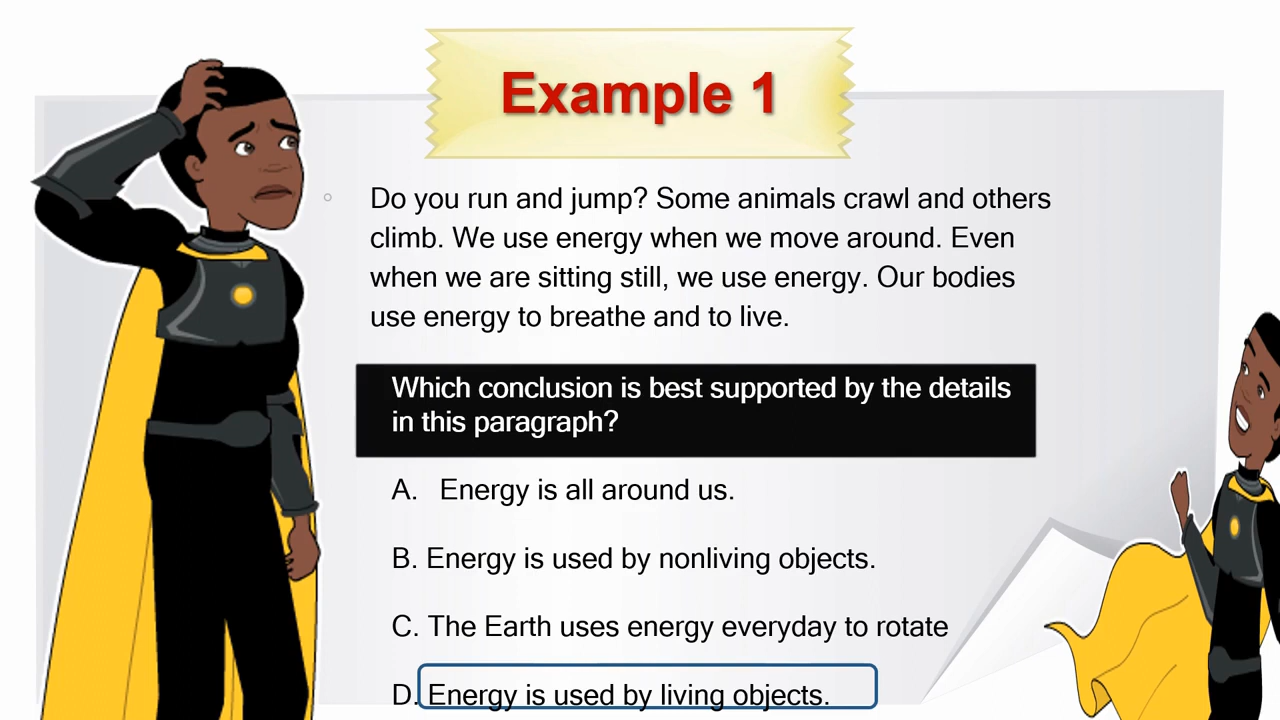 Example 1
Do you run and jump? Some animals crawl and others
climb. We use energy when we move around. Even
when we are sitting still, we use energy. Our bodies
use energy to breathe and to live.
Which conclusion is best supported by the details
in this paragraph?
A. Energy is all around us.
B. Energy is used by nonliving objects.
C. The Earth uses energy everyday to rotate
D. Energy is used by living objects.